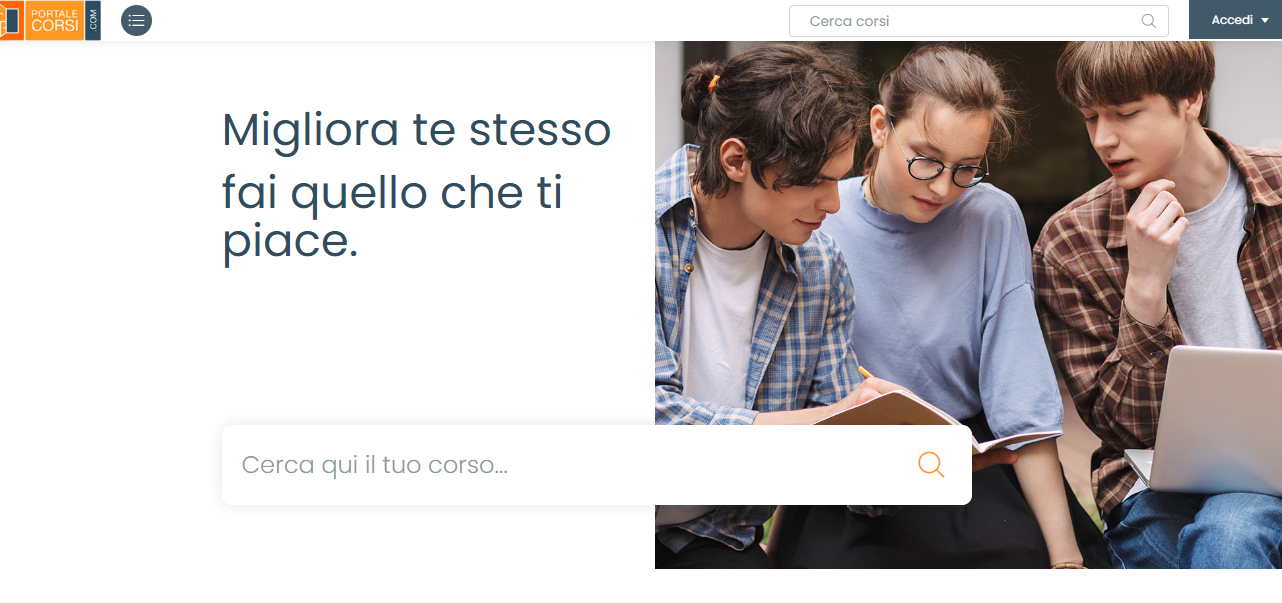 PORTALE
CORSI
.COM
Cerca corsi
Accedi
Migliora te stesso
fai quello che ti
piace.
Cerca qui il tuo corso...